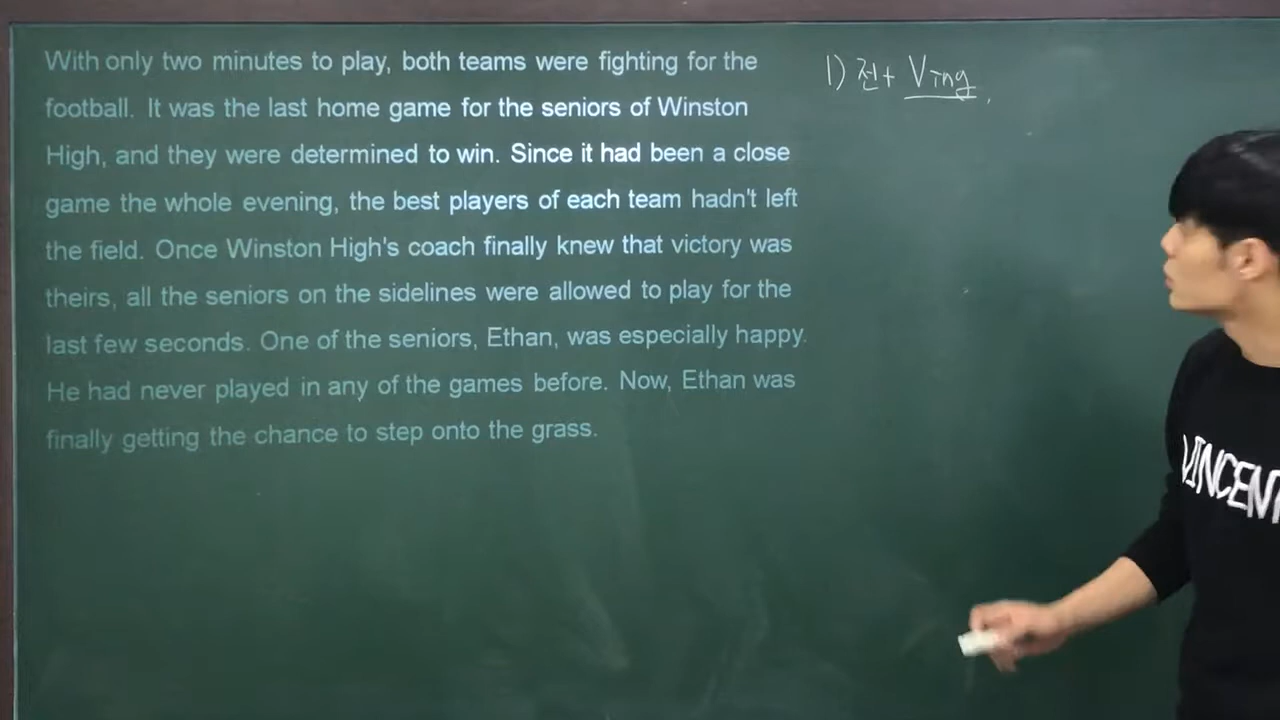 With only two minutes to play, both teams were fighting for the
football. It was the last home game for the seniors of Winston
High, and they were determined to win. Since it had been a close
game the whole evening, the best players of each team hadn't left
the field. Once Winston High's coach finally knew that victory was
theirs, all the seniors on the sidelines were allowed to play for the
last few seconds. One of the seniors, Ethan, was especially happy.
He had never played in any of the games before. Now, Ethan was
finally getting the chance to step onto the grass.
1) 전+ Ving
VINCENT